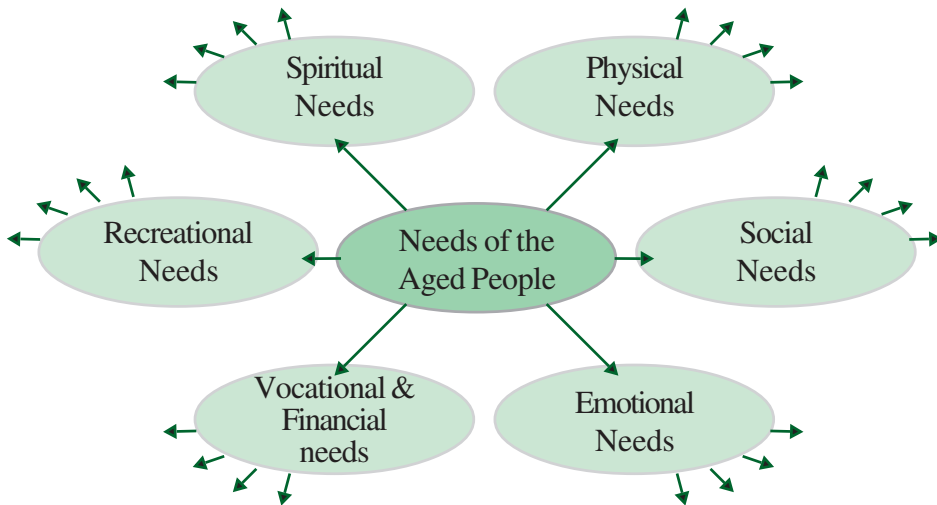 Spiritual
Needs
Physical
Needs
Recreational
Needs
Needs of the
Aged People
Social
Needs
Vocational &
Financial
needs
Emotional
Needs